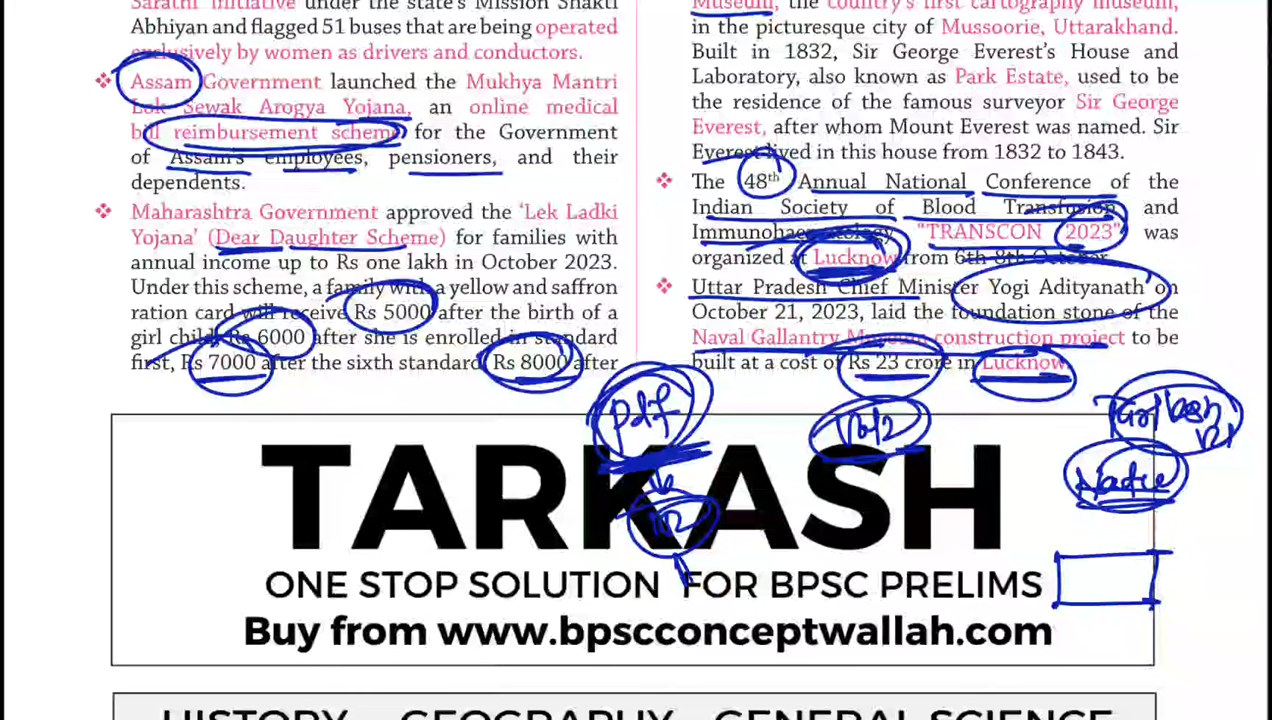 Sarathi' initiative under the state's Mission Shakti
Abhiyan and flagged 51 buses that are being operated
exclusively by women as drivers and conductors.
❖ Assam Government launched the Mukhya Mantri
Lok Sewak Arogya Yojana, an online medical
bill reimbursement scheme for the Government
of Assam's employees, pensioners, and their
dependents.
❖ Maharashtra Government approved the 'Lek Ladki
Yojana' (Dear Daughter Scheme) for families with
annual income up to Rs one lakh in October 2023.
Under this scheme, a family with a yellow and saffron
ration card will receive Rs 5000 after the birth of a
girl child, Rs 6000 after she is enrolled in standard
first, Rs 7000 after the sixth standard, Rs 8000 after
Museum, the country's first cartography museum,
in the picturesque city of Mussoorie, Uttarakhand.
Built in 1832, Sir George Everest's House and
Laboratory, also known as Park Estate, used to be
the residence of the famous surveyor Sir George
Everest, after whom Mount Everest was named. Sir
Everest lived in this house from 1832 to 1843.
❖ The 48th Annual National Conference of the
Indian Society of Blood Transfusion and
Immunohaematology "TRANSCON 2023" was
organized at Lucknow from 6th-8th October.
❖ Uttar Pradesh Chief Minister Yogi Adityanath on
October 21, 2023, laid the foundation stone of the
Naval Gallantry Museum construction project to be
built at a cost of Rs 23 crore in Lucknow.
Pdf
TARKASH
ONE STOP SOLUTION FOR BPSC PRELIMS
Buy from www.bpscconceptwallah.com
HISTORY GEOGRAPHY GENERAL SCIENCE